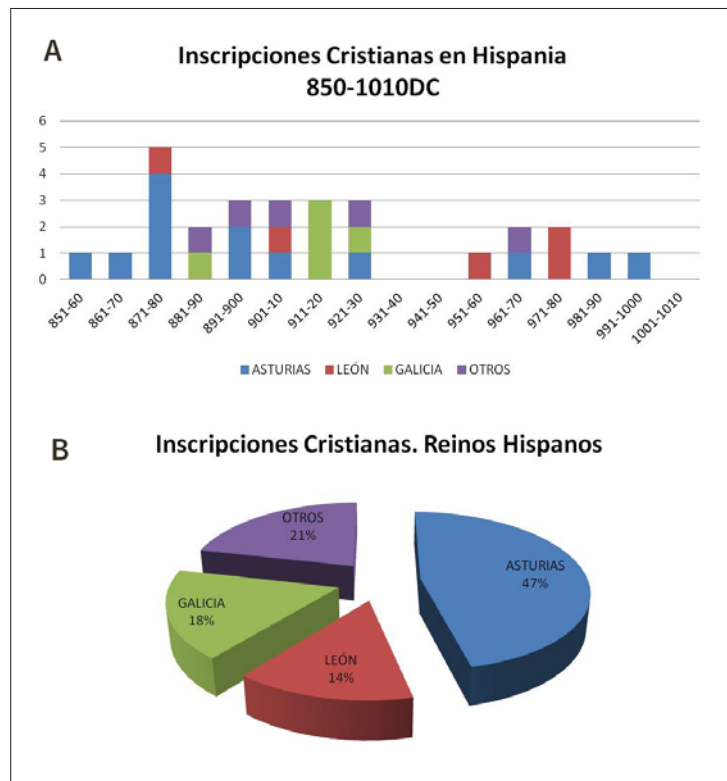 A
Inscripciones Cristianas en Hispania
850-1010DC
6
5
4
3
2
1
0
851-60 861-70 871-80 881-90 891-900 901-10 911-20 921-30 931-40 941-50 951-60 961-70 971-80 981-90 991-1000 1001-1010
ASTURIAS LEÓN GALICIA OTROS
B
Inscripciones Cristianas. Reinos Hispanos
OTROS
21%
ASTURIAS
47%
GALICIA
18%
LEÓN
14%